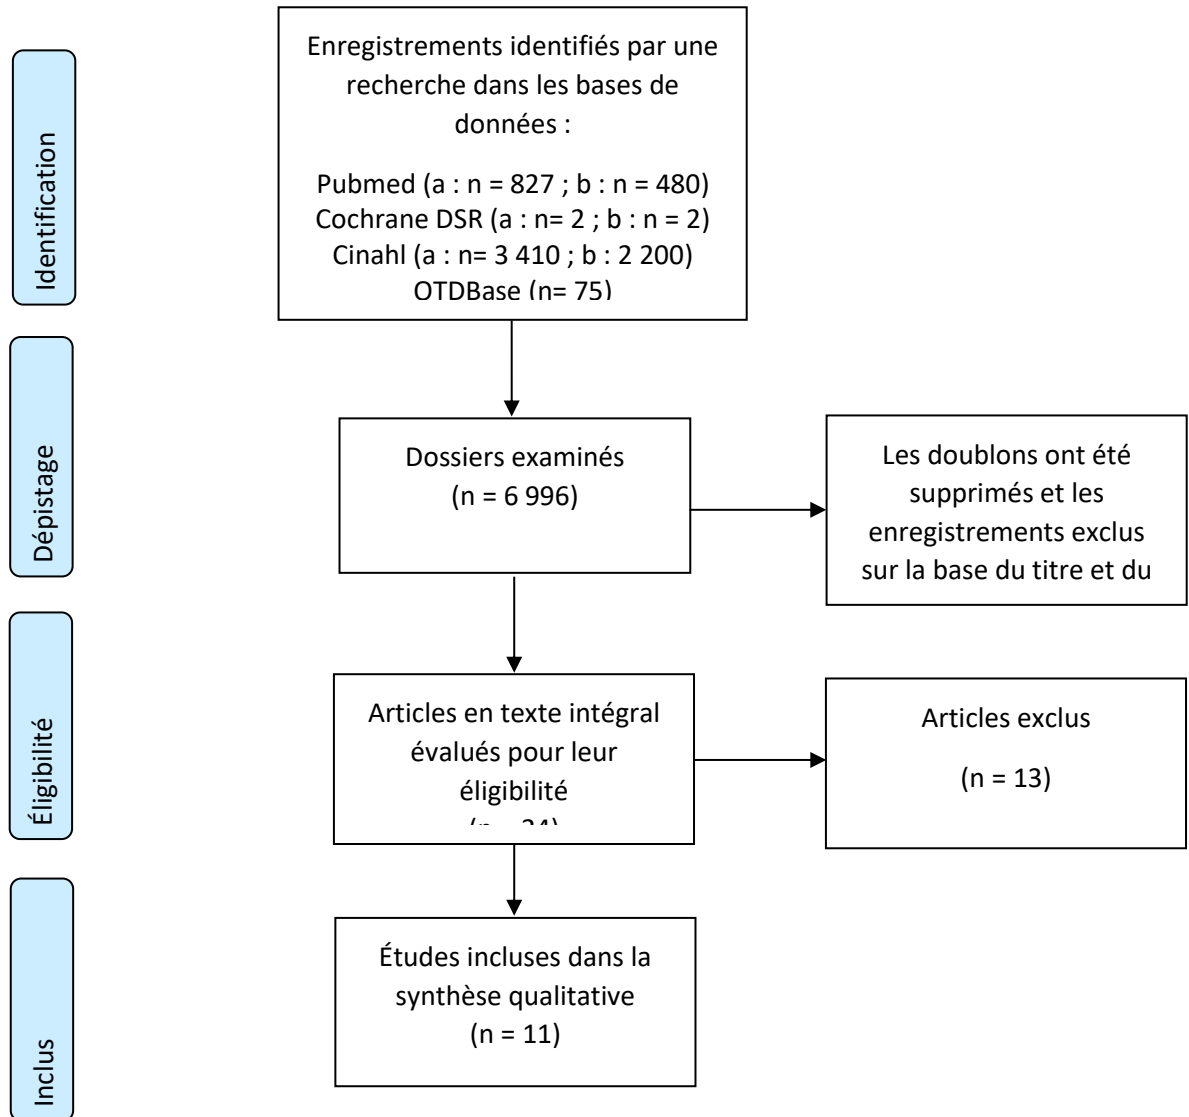 Identification
Enregistrements identifiés par une
recherche dans les bases de
données :
Pubmed (a : n = 827 ; b : n = 480)
Cochrane DSR (a : n= 2 ; b : n = 2)
Cinahl (a : n= 3 410 ; b : 2 200)
OTDBase (n= 75)
Dépistage
Dossiers examinés
(n = 6 996)
Les doublons ont été
supprimés et les
enregistrements exclus
sur la base du titre et du
Éligibilité
Articles en texte intégral
évalués pour leur
éligibilité
Articles exclus
(n = 13)
Inclus
Études incluses dans la
synthèse qualitative
(n = 11)